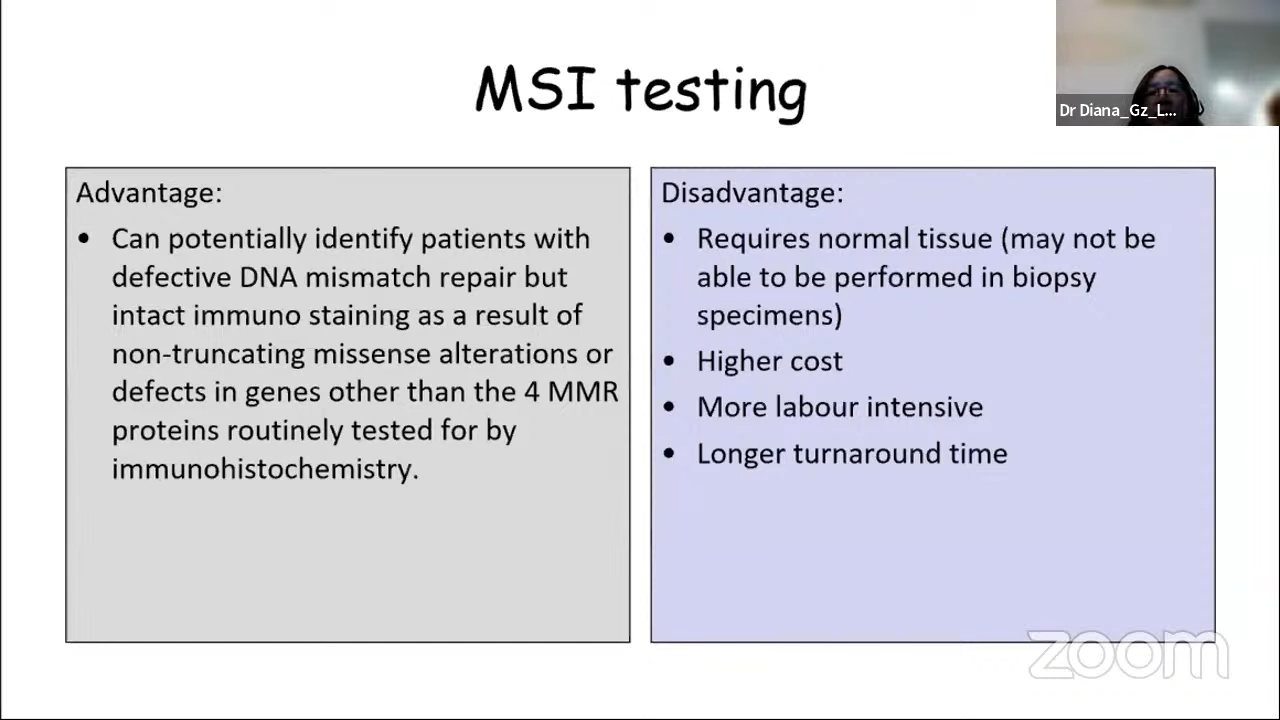 MSI testing
Dr Diana_Gz_L...
Advantage:
• Can potentially identify patients with
defective DNA mismatch repair but
intact immuno staining as a result of
non-truncating missense alterations or
defects in genes other than the 4 MMR
proteins routinely tested for by
immunohistochemistry.
Disadvantage:
• Requires normal tissue (may not be
able to be performed in biopsy
specimens)
• Higher cost
• More labour intensive
• Longer turnaround time
zoom